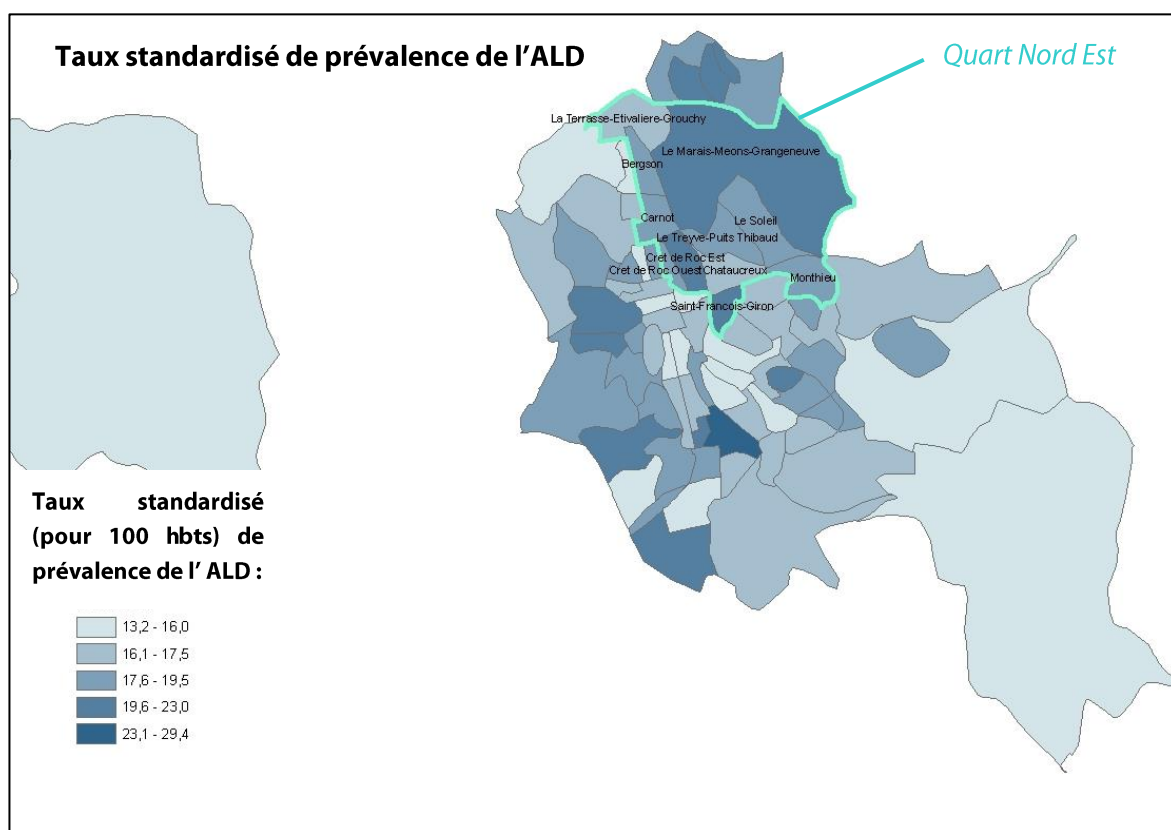 Taux standardisé de prévalence de l’ALD
Quart Nord Est
La Terrasse-Etivaliere-Grouchy
Le Marais-Meons-Grangeneuve
Bergson
Carnot
Le Soleil
Le Treyve-Puits Thibaud
Cret de Roc Est
Cret de Roc Ouest Chataucreux
Monthieu
Saint-Francois-Giron
Taux standardisé
(pour 100 hbts) de
prévalence de l’ ALD :
13,2 - 16,0
16,1 - 17,5
17,6 - 19,5
19,6 - 23,0
23,1 - 29,4